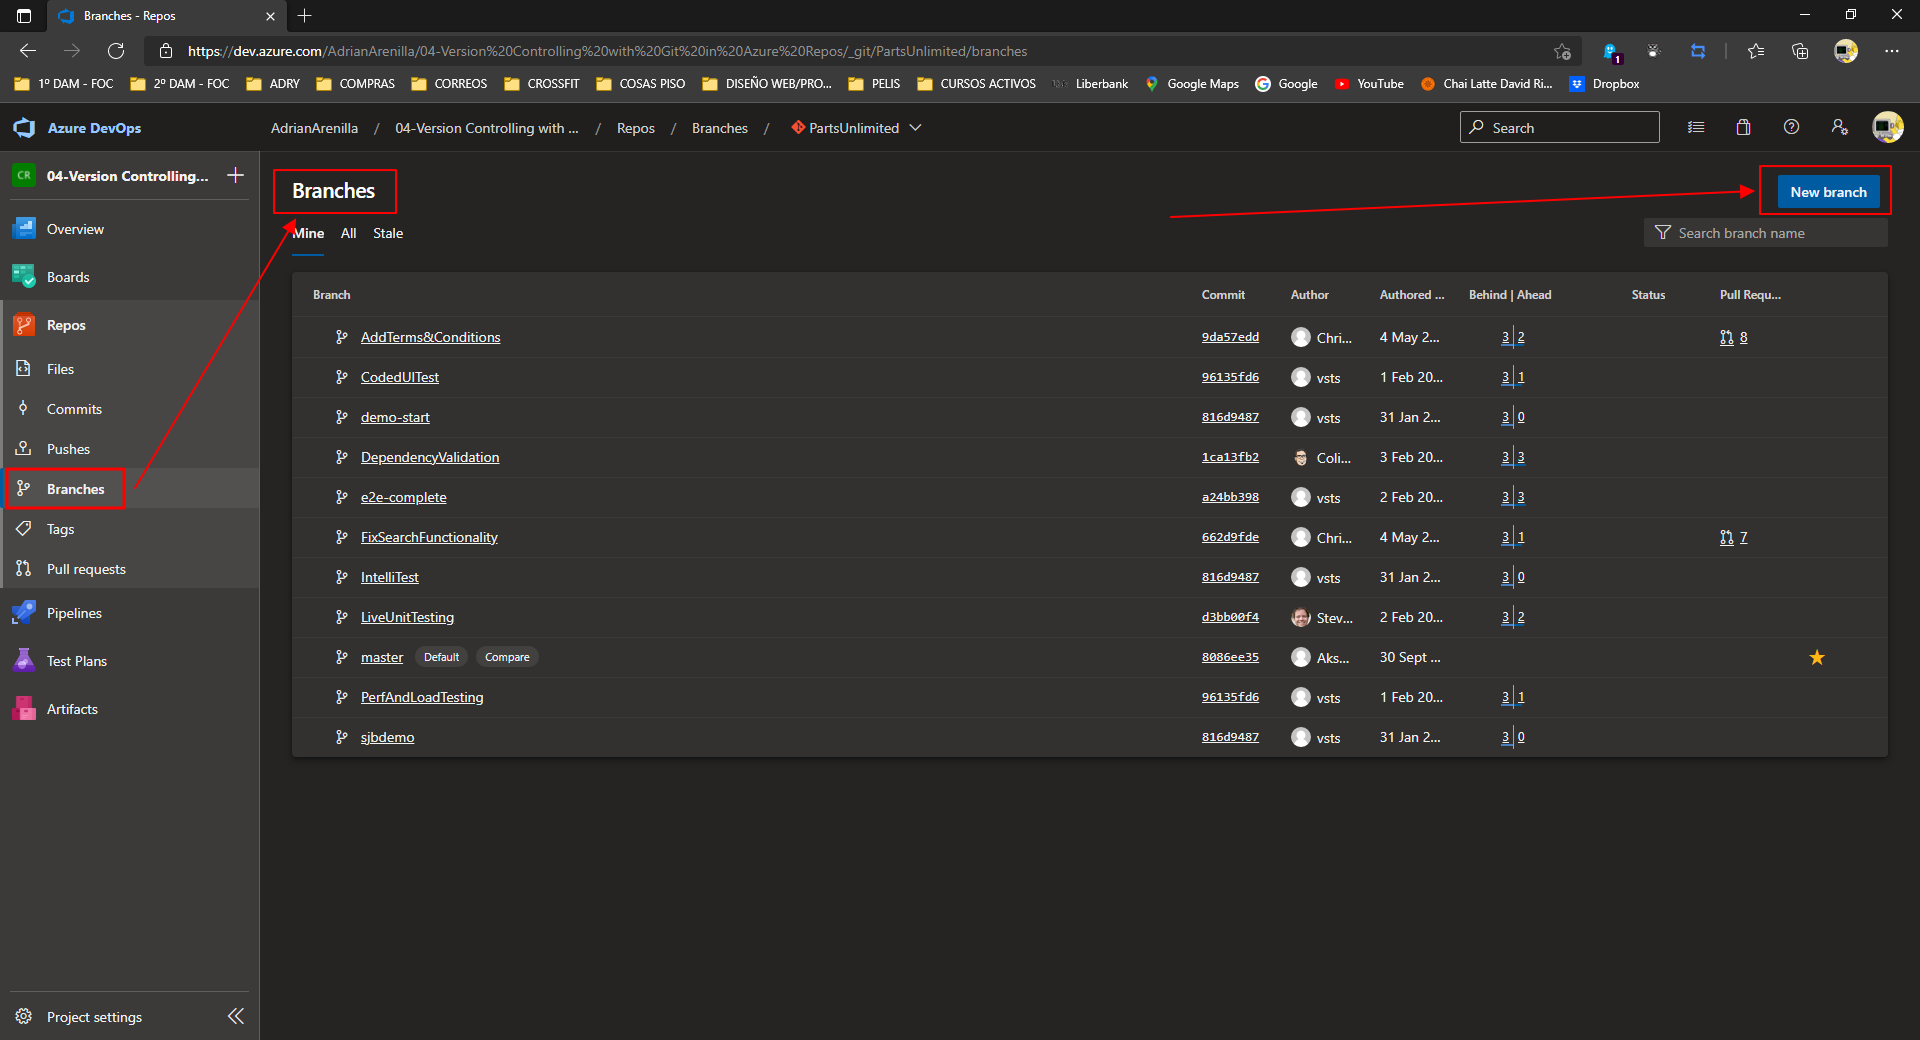 Branches - Repos
https://dev.azure.com/AdrianArenilla/04-Version%20Controlling%20with%20Git%20in%20Azure%20Repos/_git/PartsUnlimited/branches
1
1º DAM - FOC
2º DAM - FOC
ADRY
COMPRAS
CORREOS
CROSSFIT
COSAS PISO
DISEÑO WEB/PRO...
PELIS
CURSOS ACTIVOS
Liberbank
Google Maps
Google
YouTube
Chai Latte David Ri...
Dropbox
Azure DevOps
AdrianArenilla / 04-Version Controlling with ... / Repos / Branches / PartsUnlimited
Search
CR
04-Version Controlling...
Overview
Boards
Repos
Files
Commits
Pushes
Branches
Tags
Pull requests
Pipelines
Test Plans
Artifacts
Project settings
Branches
New branch
Mine All Stale
Search branch name
Branch Commit Author Authored ... Behind | Ahead Status Pull Requ...
AddTerms&Conditions 9da57edd Chri... 4 May 2... 3 2 8
CodedUITest 96135fd6 vsts 1 Feb 20... 3 1
demo-start 816d9487 vsts 31 Jan 2... 3 0
DependencyValidation 1ca13fb2 Coli... 3 Feb 20... 3 3
e2e-complete a24bb398 vsts 2 Feb 20... 3 3
FixSearchFunctionality 662d9fde Chri... 4 May 2... 3 1 7
IntelliTest 816d9487 vsts 31 Jan 2... 3 0
LiveUnitTesting d3bb00f4 Stev... 2 Feb 20... 3 2
master Default Compare 8086ee35 Aks... 30 Sept ...
PerfAndLoadTesting 96135fd6 vsts 1 Feb 20... 3 1
sjbdemo 816d9487 vsts 31 Jan 2... 3 0